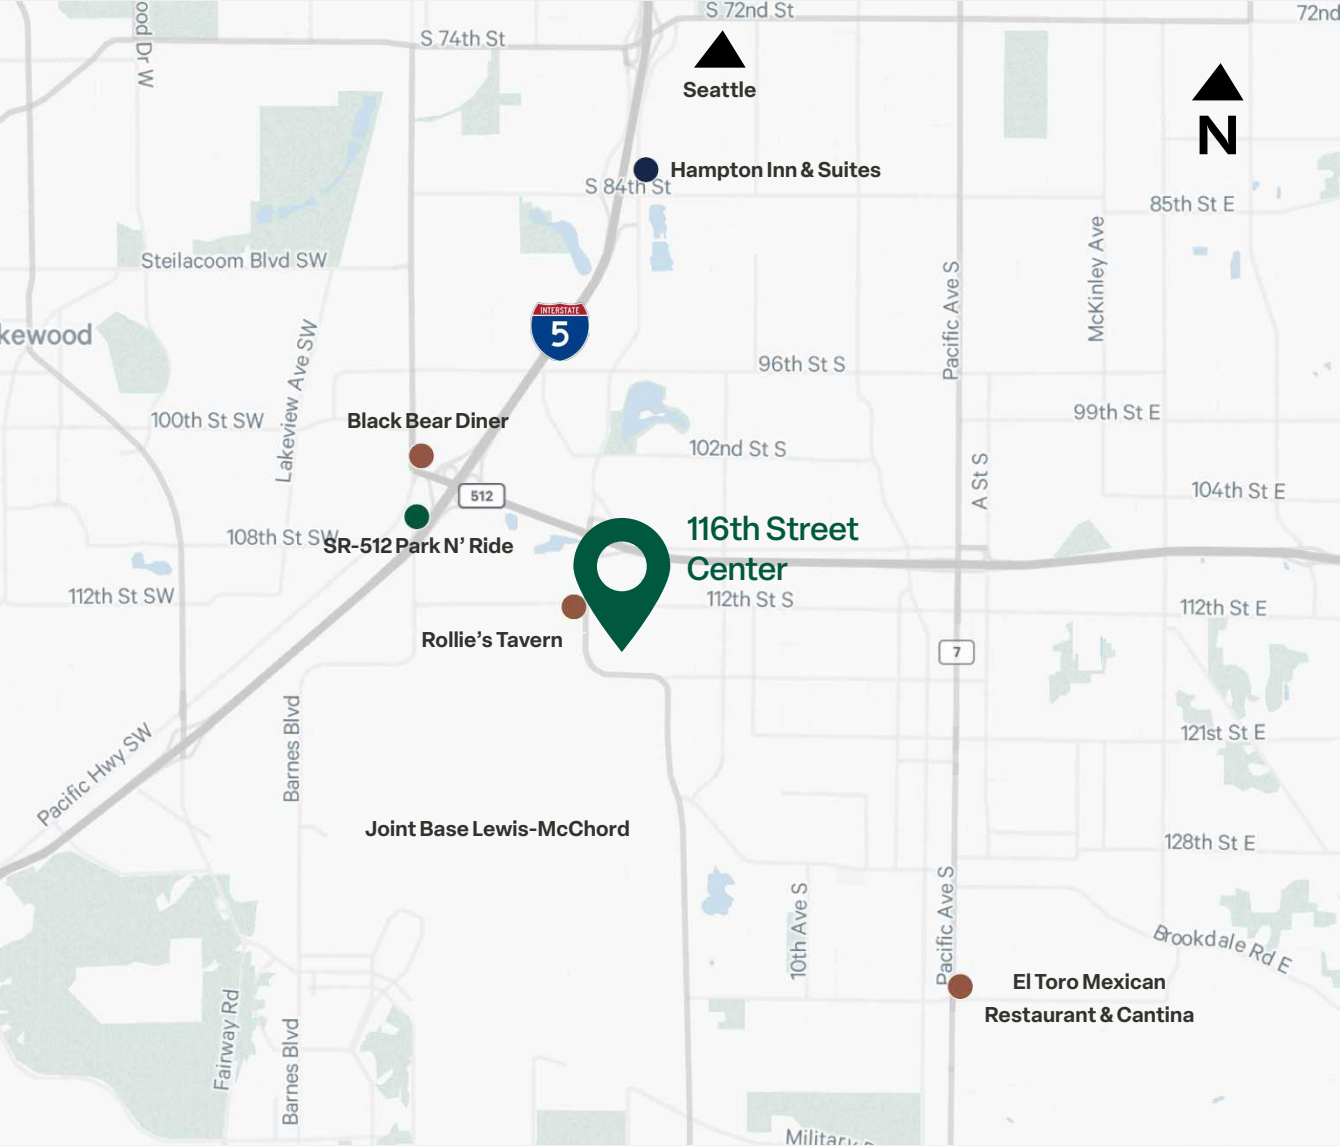 S 72nd St
72nd
S 74th St
ood Dr W
Seattle
N
Hampton Inn & Suites
S 84th St
85th St E
McKinley Ave
Steilacoom Blvd SW
Pacific Ave S
INTERSTATE
5
kewood
Lakeview Ave SW
96th St S
99th St E
100th St SW
Black Bear Diner
102nd St S
A St S
104th St E
512
108th St SW
SR-512 Park N' Ride
116th Street
Center
112th St SW
112th St S
112th St E
Rollie's Tavern
7
Barnes Blvd
Pacific Hwy SW
121st St E
Joint Base Lewis-McChord
128th St E
10th Ave S
Pacific Ave S
Brookdale Rd E
El Toro Mexican
Restaurant & Cantina
Fairway Rd
Barnes Blvd
Military